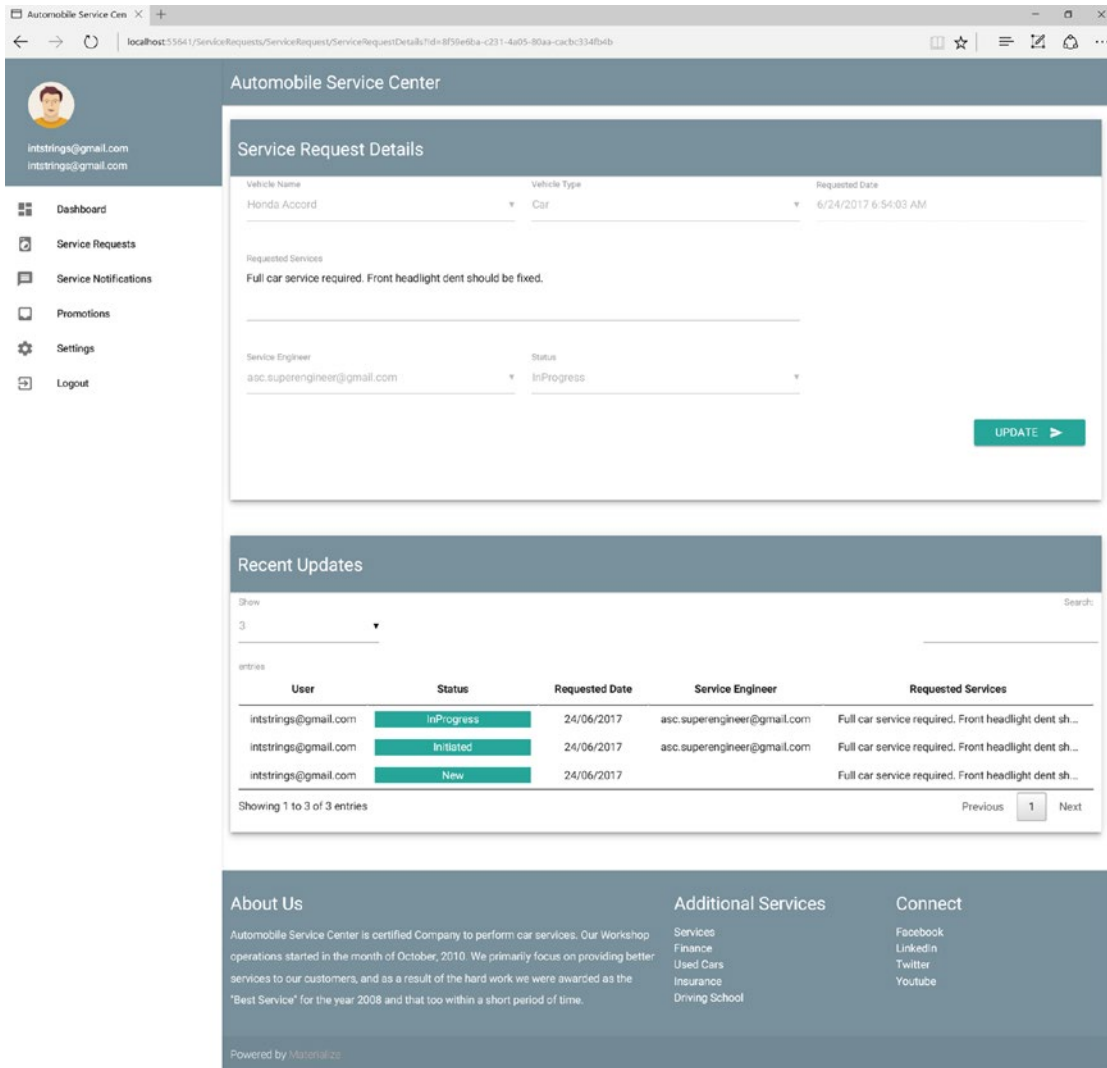 Automobile Service Cen
localhost:55641/ServiceRequests/ServiceRequest/ServiceRequestDetails?id=8f59e6ba-c231-4a05-80aa-cacbc334fb4b
Automobile Service Center
intstrings@gmail.com
intstrings@gmail.com
Dashboard
Service Requests
Service Notifications
Promotions
Settings
Logout
Service Request Details
Vehicle Name
Vehicle Type
Requested Date
Honda Accord
Car
6/24/2017 6:54:03 AM
Requested Services
Full car service required. Front headlight dent should be fixed.
Service Engineer
Status
asc.superengineer@gmail.com
InProgress
UPDATE
Recent Updates
Show
Search:
3
entries
User Status Requested Date Service Engineer Requested Services
intstrings@gmail.com InProgress 24/06/2017 asc.superengineer@gmail.com Full car service required. Front headlight dent sh...
intstrings@gmail.com Initiated 24/06/2017 asc.superengineer@gmail.com Full car service required. Front headlight dent sh...
intstrings@gmail.com New 24/06/2017 Full car service required. Front headlight dent sh...
Showing 1 to 3 of 3 entries
Previous 1 Next
About Us
Automobile Service Center is certified Company to perform car services. Our Workshop
operations started in the month of October, 2010. We primarily focus on providing better
services to our customers, and as a result of the hard work we were awarded as the
"Best Service" for the year 2008 and that too within a short period of time.
Additional Services
Services
Finance
Used Cars
Insurance
Driving School
Connect
Facebook
LinkedIn
Twitter
Youtube
Powered by Materialize